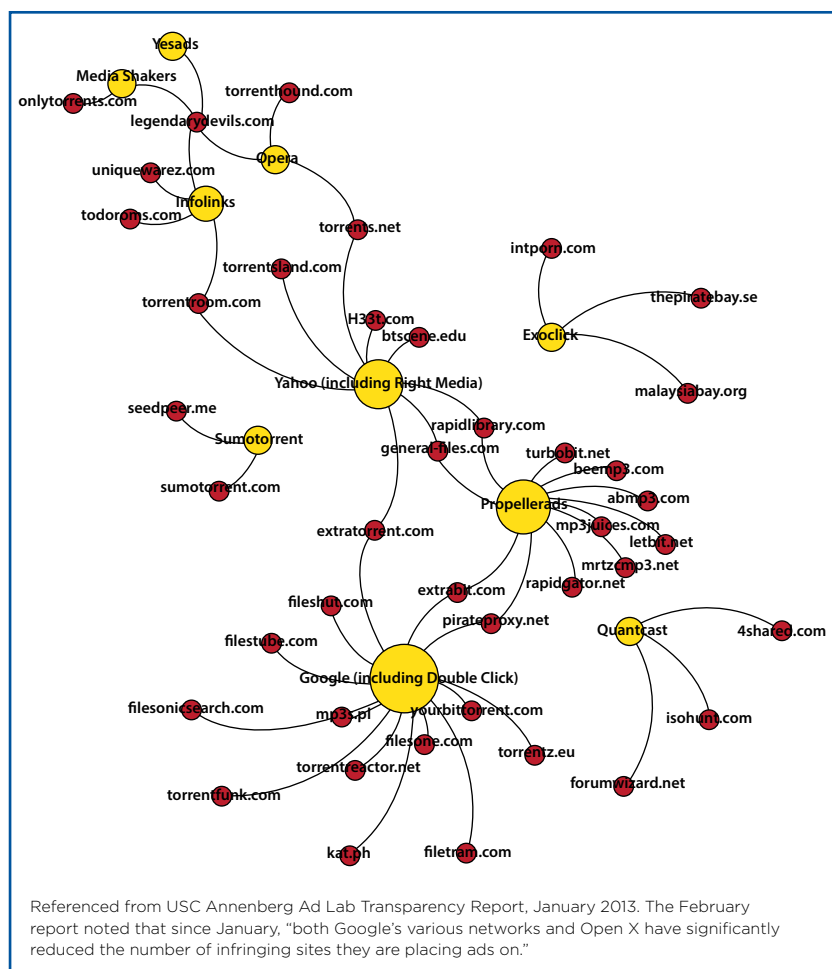 Yesads
Media Shakers
onlytorrents.com
torrenthound.com
legendarydevils.com
Opera
uniquewarez.com
Infolinks
todoroms.com
torrents.net
intporn.com
torrentsland.com
thepiratebay.se
torrentroom.com
H33t.com
btscene.edu
Exoclick
Yahoo (including Right Media)
malaysiabay.org
seedpeer.me
rapidlibrary.com
Sumotorrent
general-files.com
turbobit.net
beemp3.com
sumotorrent.com
abmp3.com
Propellerads
mp3juices.com
extratorrent.com
letbit.net
mrtzcmp3.net
rapidgator.net
extrabit.com
fileshut.com
pirateproxy.net
Quantcast
4shared.com
filestube.com
Google (including Double Click)
filesonicsearch.com
mp3s.pl
yourbittorrent.com
isohunt.com
filesone.com
torrentz.eu
torrentreactor.net
forumwizard.net
torrentfunk.com
kat.ph
filetram.com
Referenced from USC Annenberg Ad Lab Transparency Report, January 2013. The February
report noted that since January, “both Google’s various networks and Open X have significantly
reduced the number of infringing sites they are placing ads on.”